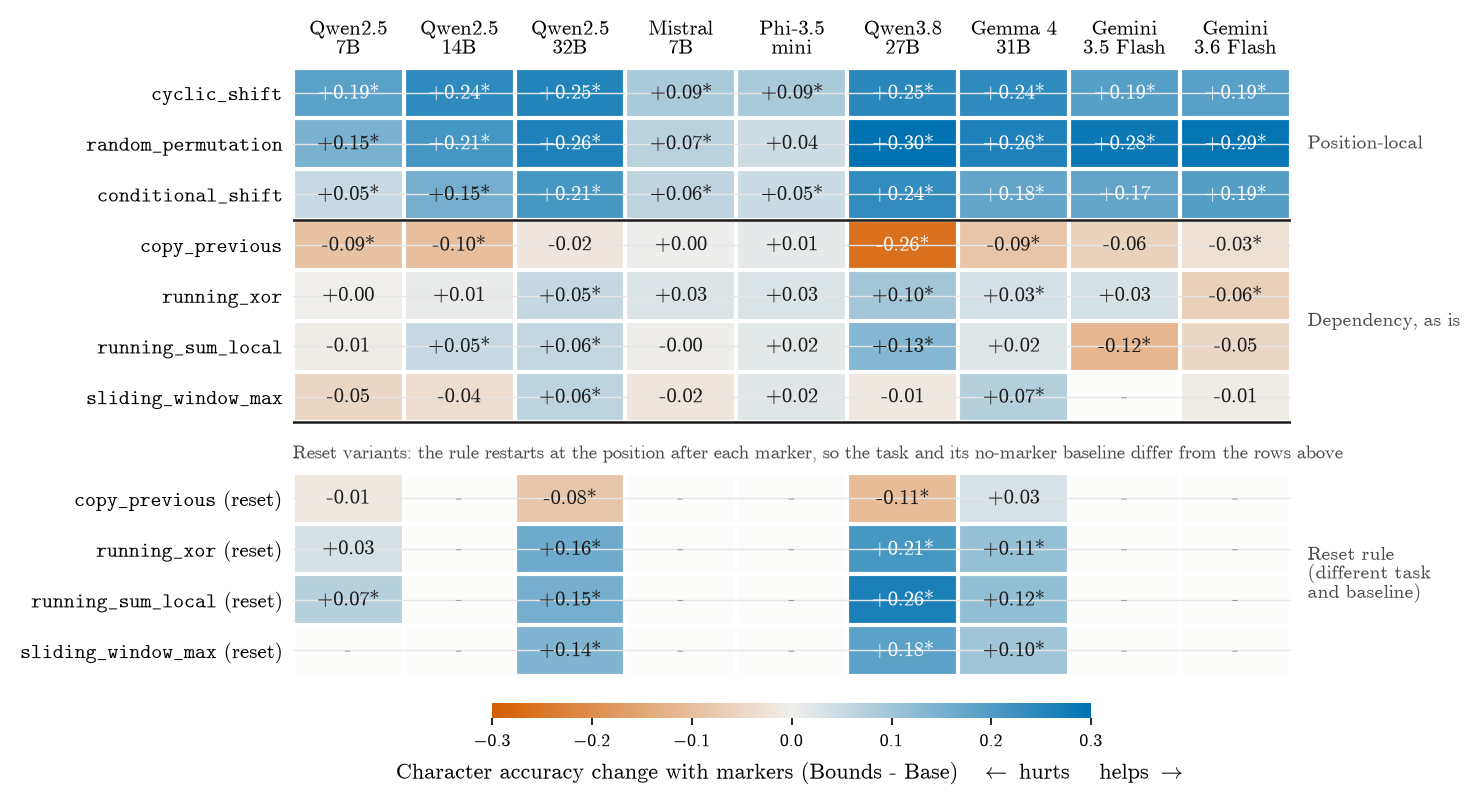 Qwen2.5 Qwen2.5 Qwen2.5 Mistral Phi-3.5 Qwen3.8 Gemma 4 Gemini Gemini
7B 14B 32B 7B mini 27B 31B 3.5 Flash 3.6 Flash
cyclic_shift +0.19* +0.24* +0.25* +0.09* +0.09* +0.25* +0.24* +0.19* +0.19*
random_permutation +0.15* +0.21* +0.26* +0.07* +0.04 +0.30* +0.26* +0.28* +0.29* Position-local
conditional_shift +0.05* +0.15* +0.21* +0.06* +0.05* +0.24* +0.18* +0.17 +0.19*
copy_previous -0.09* -0.10* -0.02 +0.00 +0.01 -0.26* -0.09* -0.06 -0.03*
running_xor +0.00 +0.01 +0.05* +0.03 +0.03 +0.10* +0.03* +0.03 -0.06*
Dependency, as is
running_sum_local -0.01 +0.05* +0.06* -0.00 +0.02 +0.13* +0.02 -0.12* -0.05
sliding_window_max -0.05 -0.04 +0.06* -0.02 +0.02 -0.01 +0.07* - -0.01
Reset variants: the rule restarts at the position after each marker, so the task and its no-marker baseline differ from the rows above
copy_previous (reset) -0.01 - -0.08* - - -0.11* +0.03 - -
running_xor (reset) +0.03 - +0.16* - - +0.21* +0.11* - -
Reset rule
(different task
and baseline)
running_sum_local (reset) +0.07* - +0.15* - - +0.26* +0.12* - -
sliding_window_max (reset) - - +0.14* - - +0.18* +0.10* - -
−0.3 −0.2 −0.1 0.0 0.1 0.2 0.3
Character accuracy change with markers (Bounds - Base) ← hurts helps →